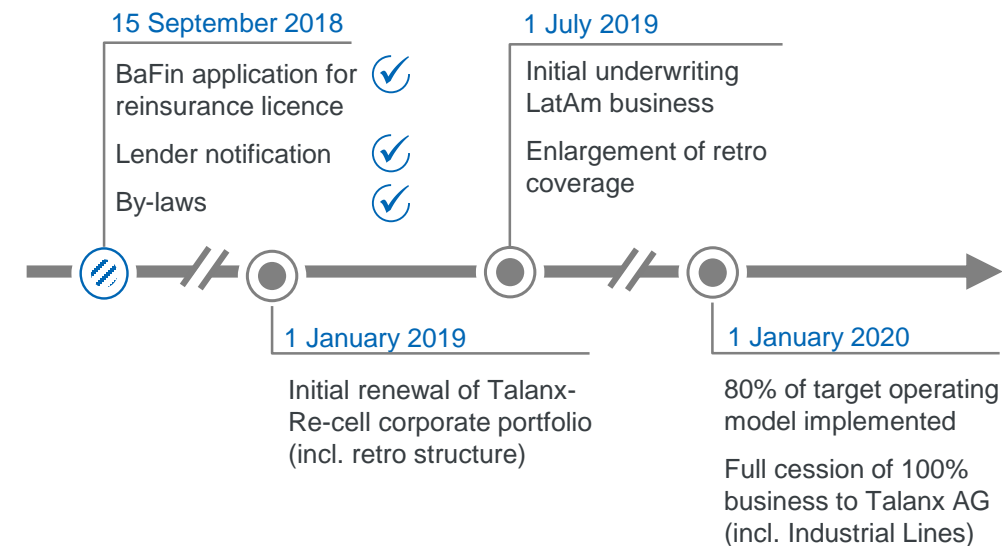 15 September 2018
BaFin application for
reinsurance licence
Lender notification
By-laws
1 July 2019
Initial underwriting
LatAm business
Enlargement of retro
coverage
1 January 2019
Initial renewal of Talanx-
Re-cell corporate portfolio
(incl. retro structure)
1 January 2020
80% of target operating
model implemented
Full cession of 100%
business to Talanx AG
(incl. Industrial Lines)